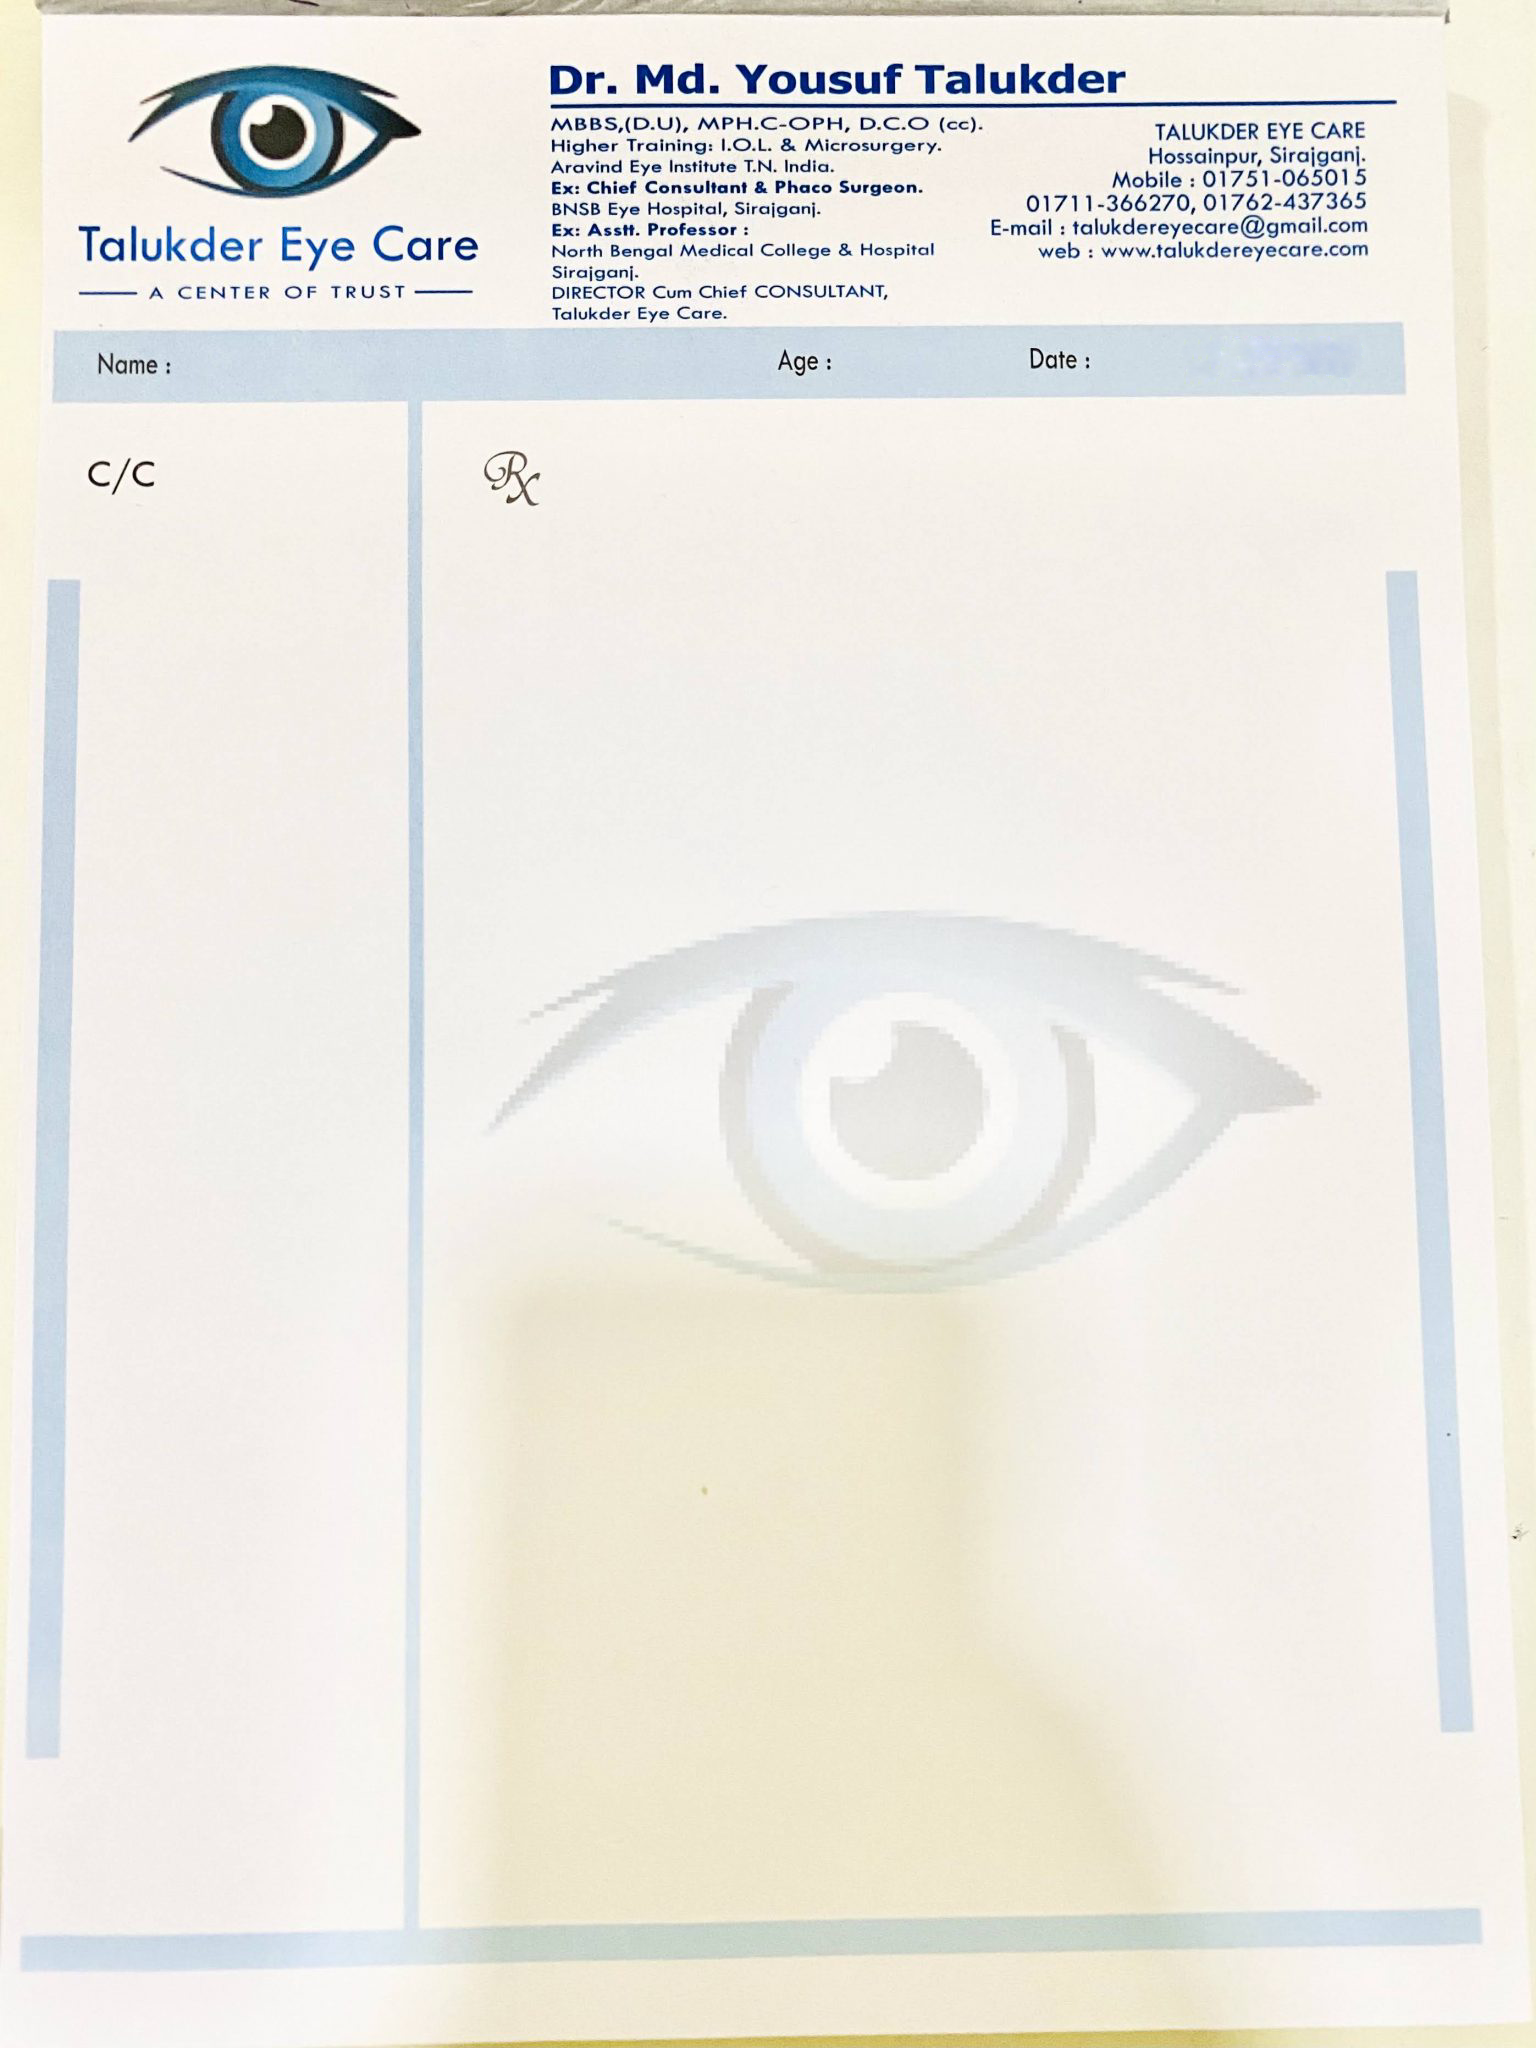 Dr. Md. Yousuf Talukder
MBBS,(D.U), MPH.C-OPH, D.C.O (cc).
Higher Training: I.O.L. & Microsurgery.
Aravind Eye Institute T.N. India.
Ex: Chief Consultant & Phaco Surgeon.
BNSB Eye Hospital, Sirajganj.
Ex: Asstt. Professor :
North Bengal Medical College & Hospital
Sirajganj.
DIRECTOR Cum Chief CONSULTANT,
Talukder Eye Care.
TALUKDER EYE CARE
Hossainpur, Sirajganj.
Mobile : 01751-065015
01711-366270, 01762-437365
E-mail : talukdereyecare@gmail.com
web : www.talukdereyecare.com
Talukder Eye Care
A CENTER OF TRUST
Name : Age : Date :
C/C
Rx